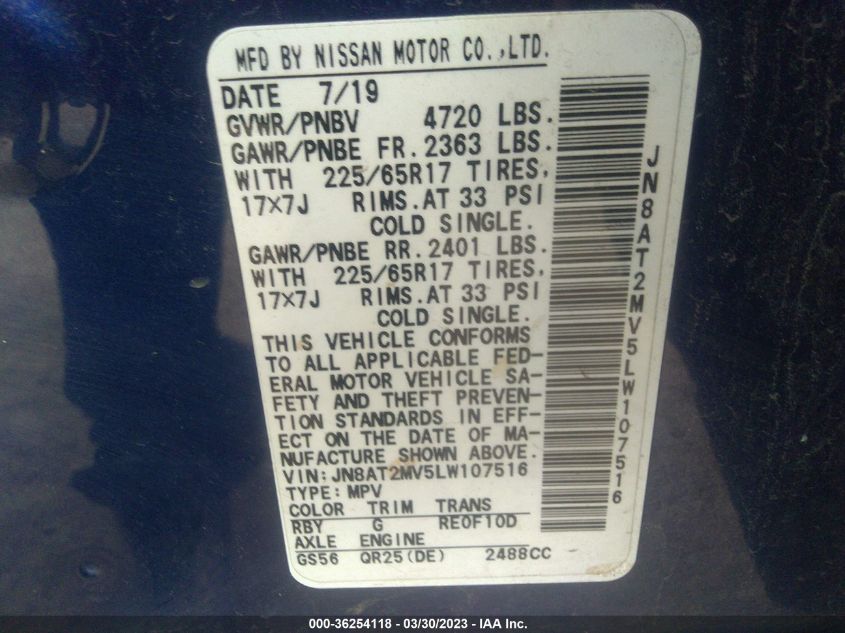 MFD BY NISSAN MOTOR CO.,LTD.
DATE 7/19
GVWR/PNBV 4720 LBS.
GAWR/PNBE FR. 2363 LBS.
WITH 225/65R17 TIRES,
17×7J RIMS.AT 33 PSI
COLD SINGLE.
GAWR/PNBE RR. 2401 LBS.
WITH 225/65R17 TIRES,
17×7J RIMS.AT 33 PSI
COLD SINGLE.
THIS VEHICLE CONFORMS
TO ALL APPLICABLE FED-
ERAL MOTOR VEHICLE SA-
FETY AND THEFT PREVEN-
TION STANDARDS IN EFF-
ECT ON THE DATE OF MA-
NUFACTURE SHOWN ABOVE.
VIN:JN8AT2MV5LW107516
TYPE:MPV
COLOR TRIM TRANS
RBY G RE0F10D
AXLE ENGINE
GS56 QR25(DE) 2488CC
JN8AT2MV5LW107516
000-36254118 - 03/30/2023 - IAA Inc.